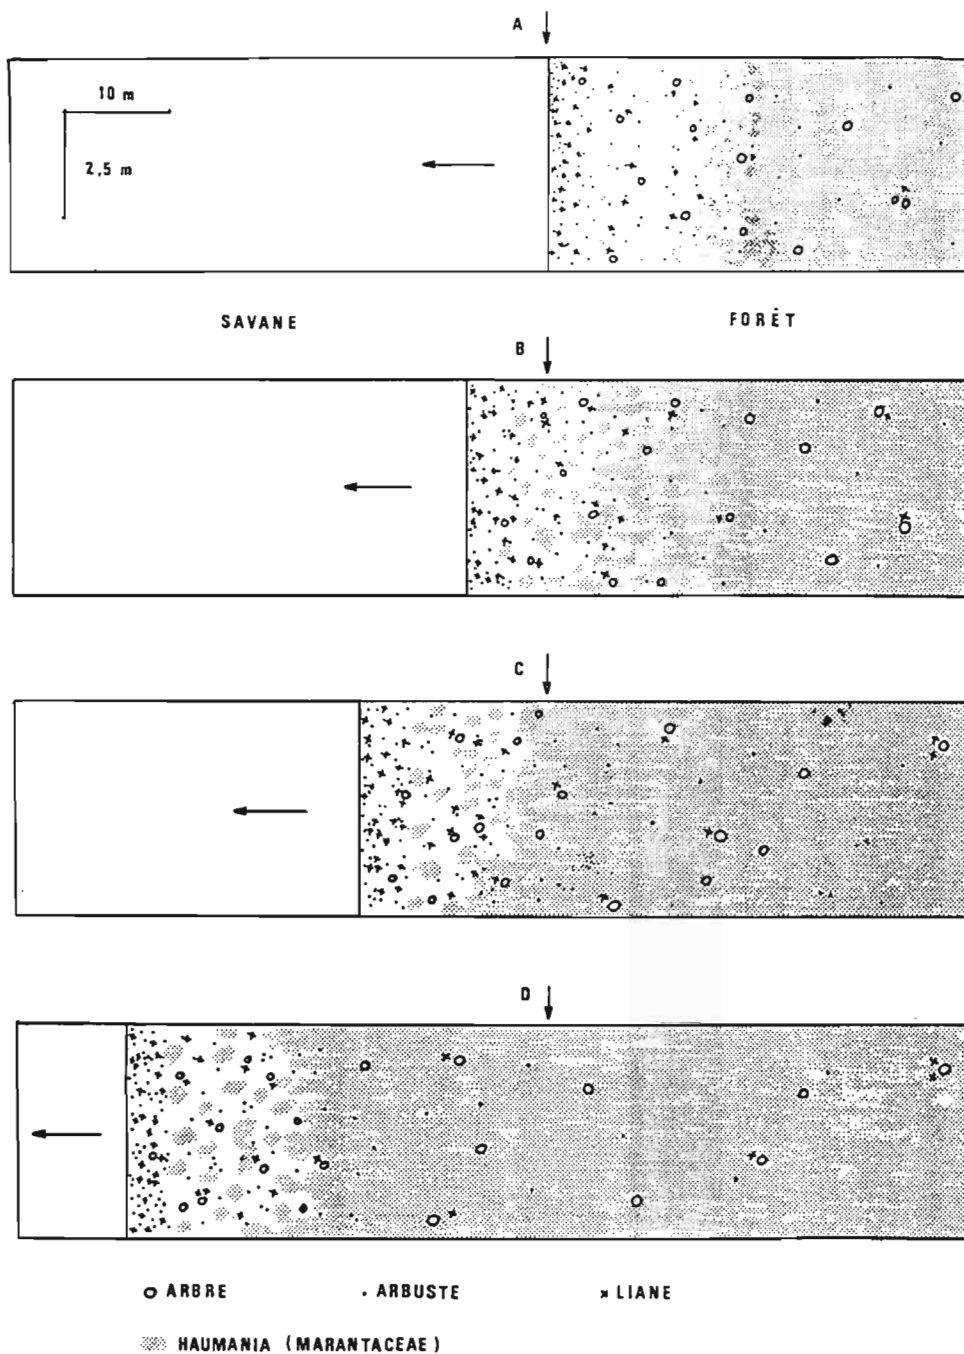 A
10 m
2,5 m
SAVANE
FORÊT
B
C
D
ARBRE
ARBUSTE
LIANE
HAUMANIA (MARANTACEAE)